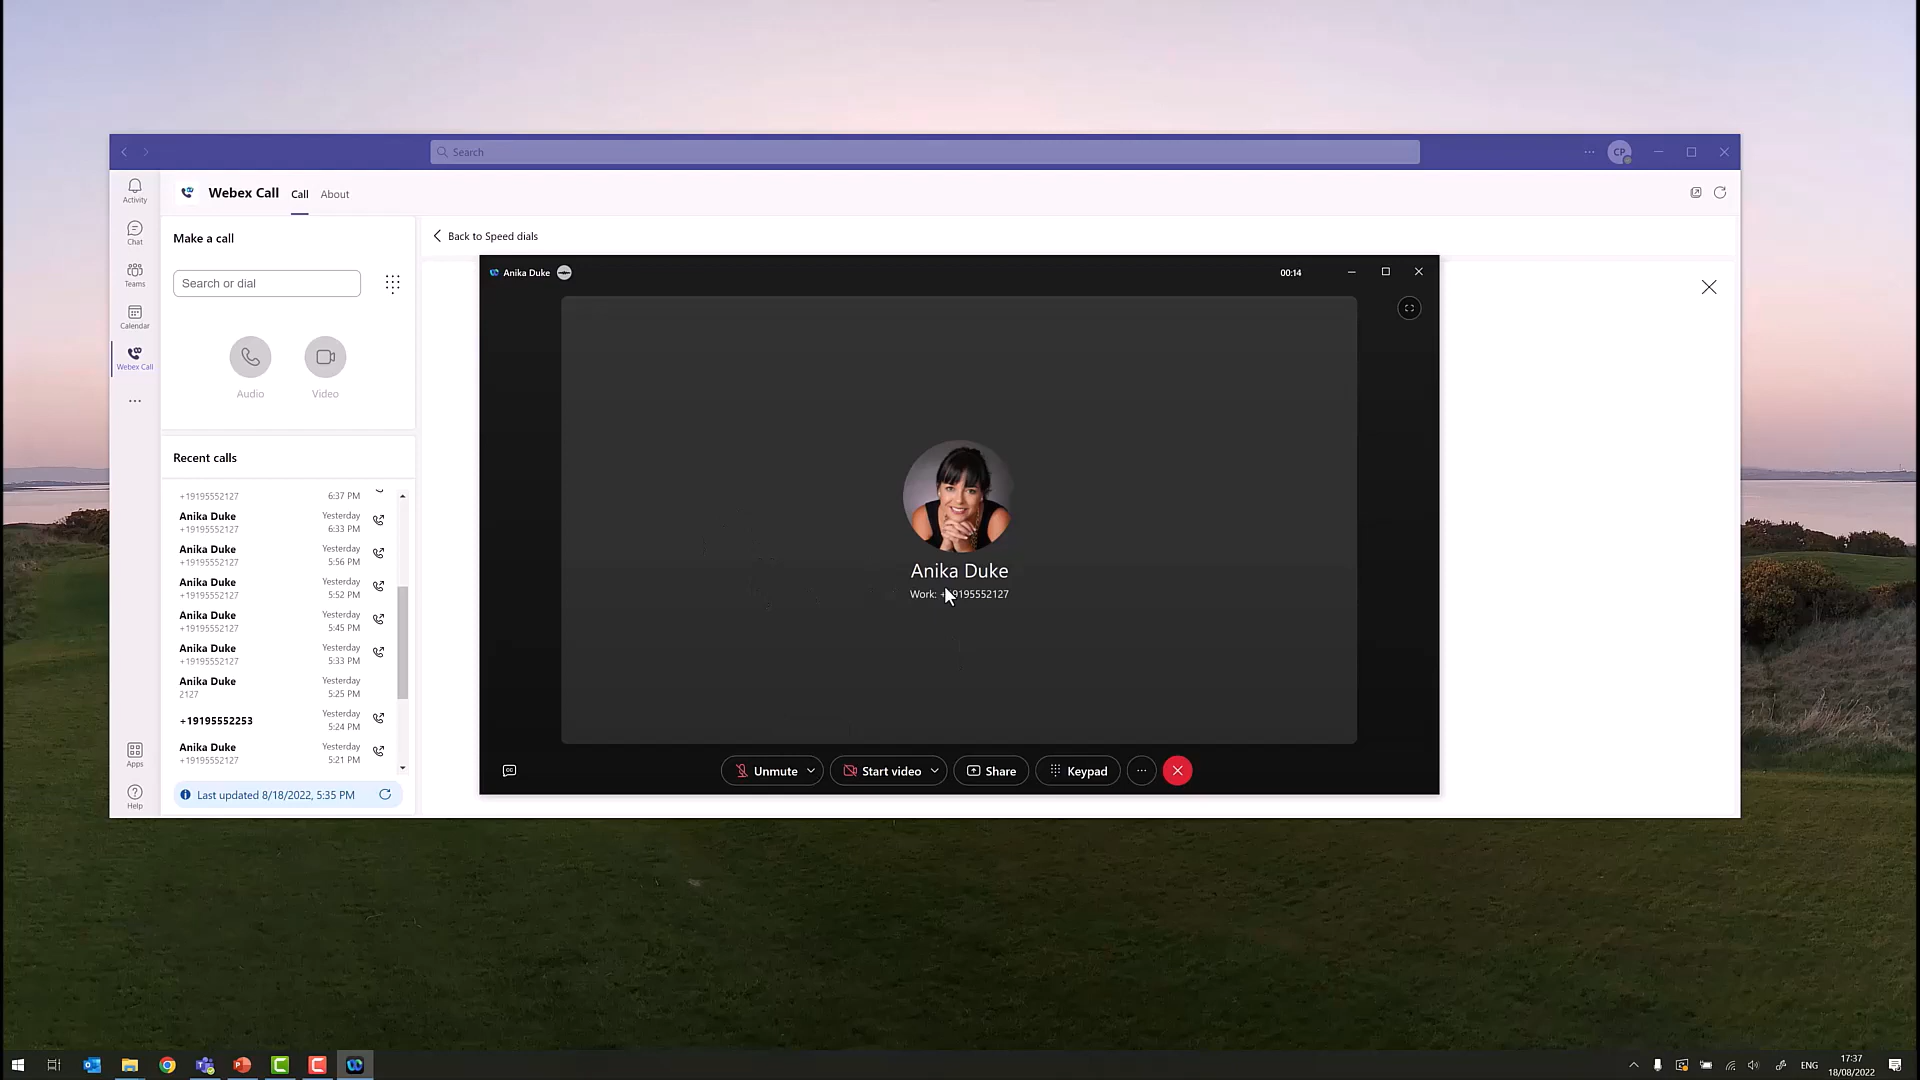 Search
CP
Activity
Chat
Teams
Calendar
Webex Call
Apps
Help
Webex Call
Call
About
Make a call
Search or dial
Audio
Video
Recent calls
+19195552127 6:37 PM
Anika Duke Yesterday
+19195552127 6:33 PM
Anika Duke Yesterday
+19195552127 5:56 PM
Anika Duke Yesterday
+19195552127 5:52 PM
Anika Duke Yesterday
+19195552127 5:45 PM
Anika Duke Yesterday
+19195552127 5:33 PM
Anika Duke Yesterday
2127 5:25 PM
+19195552253 Yesterday
5:24 PM
Anika Duke Yesterday
+19195552127 5:21 PM
Last updated 8/18/2022, 5:35 PM
Back to Speed dials
Anika Duke
00:14
Anika Duke
Work: +19195552127
Unmute
Start video
Share
Keypad
ENG
17:37
18/08/2022